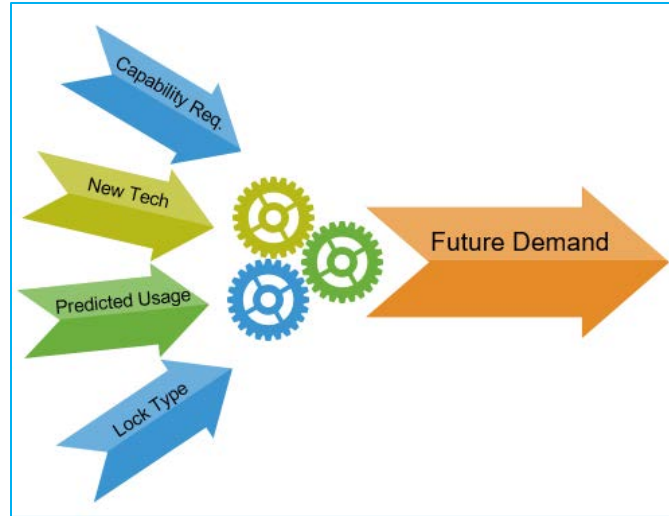 Capability Req.
New Tech
Predicted Usage
Lock Type
Future Demand